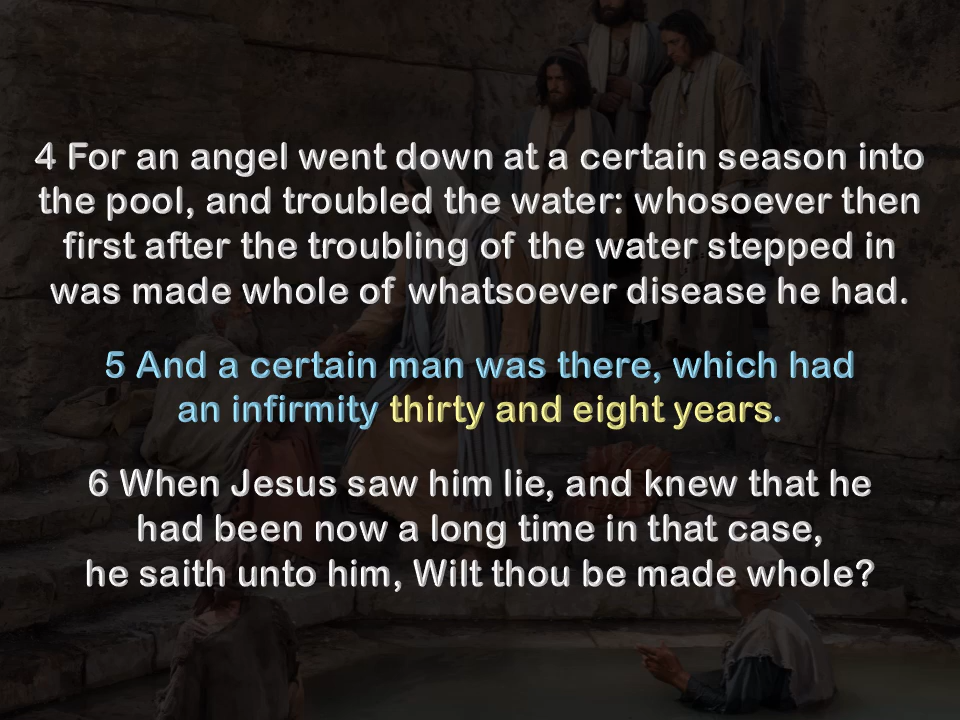 4 For an angel went down at a certain season into
the pool, and troubled the water: whosoever then
first after the troubling of the water stepped in
was made whole of whatsoever disease he had.
5 And a certain man was there, which had
an infirmity thirty and eight years.
6 When Jesus saw him lie, and knew that he
had been now a long time in that case,
he saith unto him, Wilt thou be made whole?